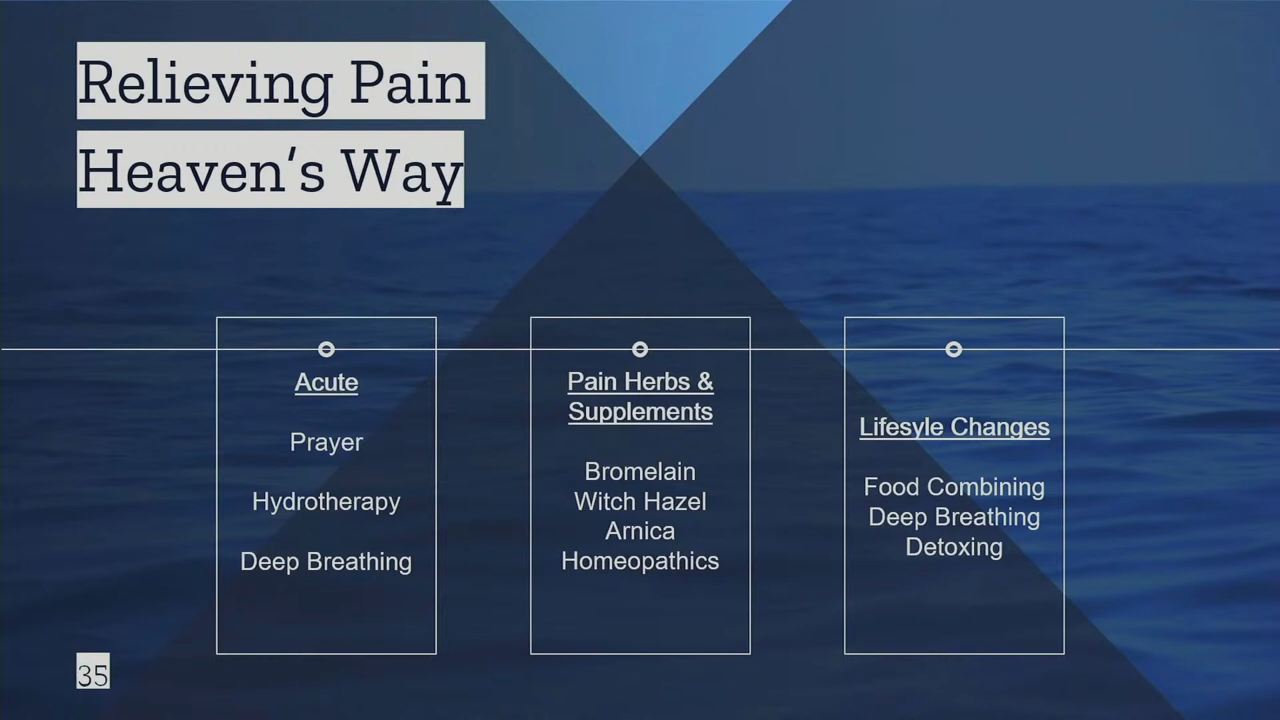 Relieving Pain
Heaven's Way
Acute
Prayer
Hydrotherapy
Deep Breathing
Pain Herbs &
Supplements
Bromelain
Witch Hazel
Arnica
Homeopathics
Lifesyle Changes
Food Combining
Deep Breathing
Detoxing
35